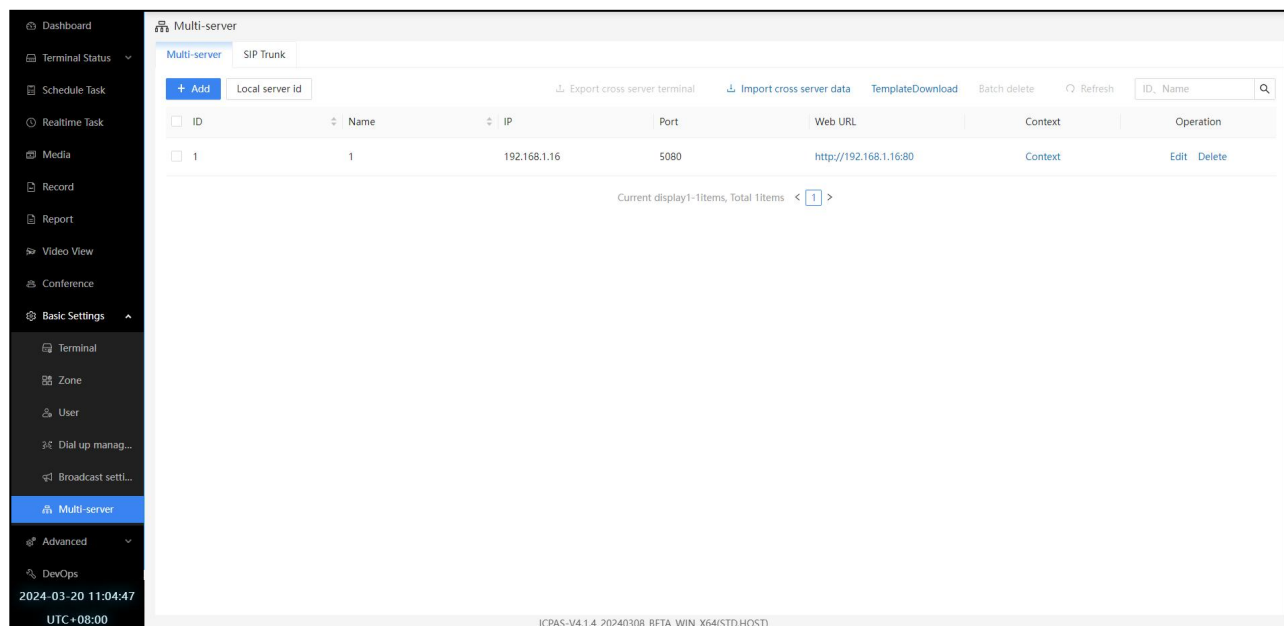 Dashboard
Terminal Status
Schedule Task
Realtime Task
Media
Record
Report
Video View
Conference
Basic Settings
Terminal
Zone
User
Dial up manag...
Broadcast setti...
Multi-server
Advanced
DevOps
2024-03-20 11:04:47
UTC+08:00
Multi-server
Multi-server SIP Trunk
+ Add Local server id Export cross server terminal Import cross server data TemplateDownload Batch delete Refresh ID、Name
ID Name IP Port Web URL Context Operation
1 1 192.168.1.16 5080 http://192.168.1.16:80 Context Edit Delete
Current display1-1items, Total 1items < 1 >
ICPAS-V4.1.4_20240308_BETA_WIN_X64(STD.HOST)